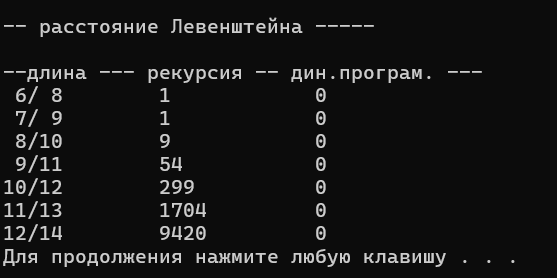 -- расстояние Левенштейна -----
--длина --- рекурсия -- дин.програм. ---
6/ 8 1 0
7/ 9 1 0
8/10 9 0
9/11 54 0
10/12 299 0
11/13 1704 0
12/14 9420 0
Для продолжения нажмите любую клавишу . . .